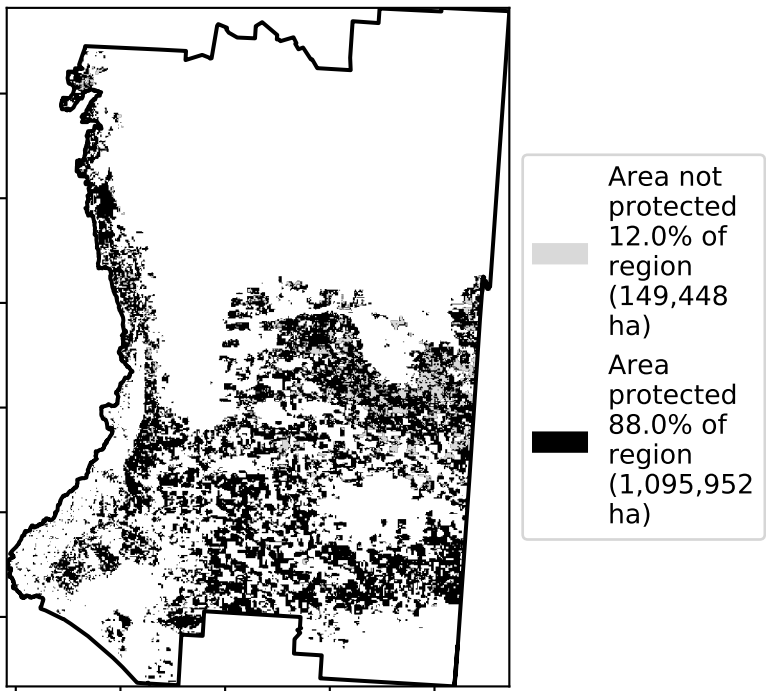 Area not
protected
12.0% of
region
(149,448
ha)
Area
protected
88.0% of
region
(1,095,952
ha)